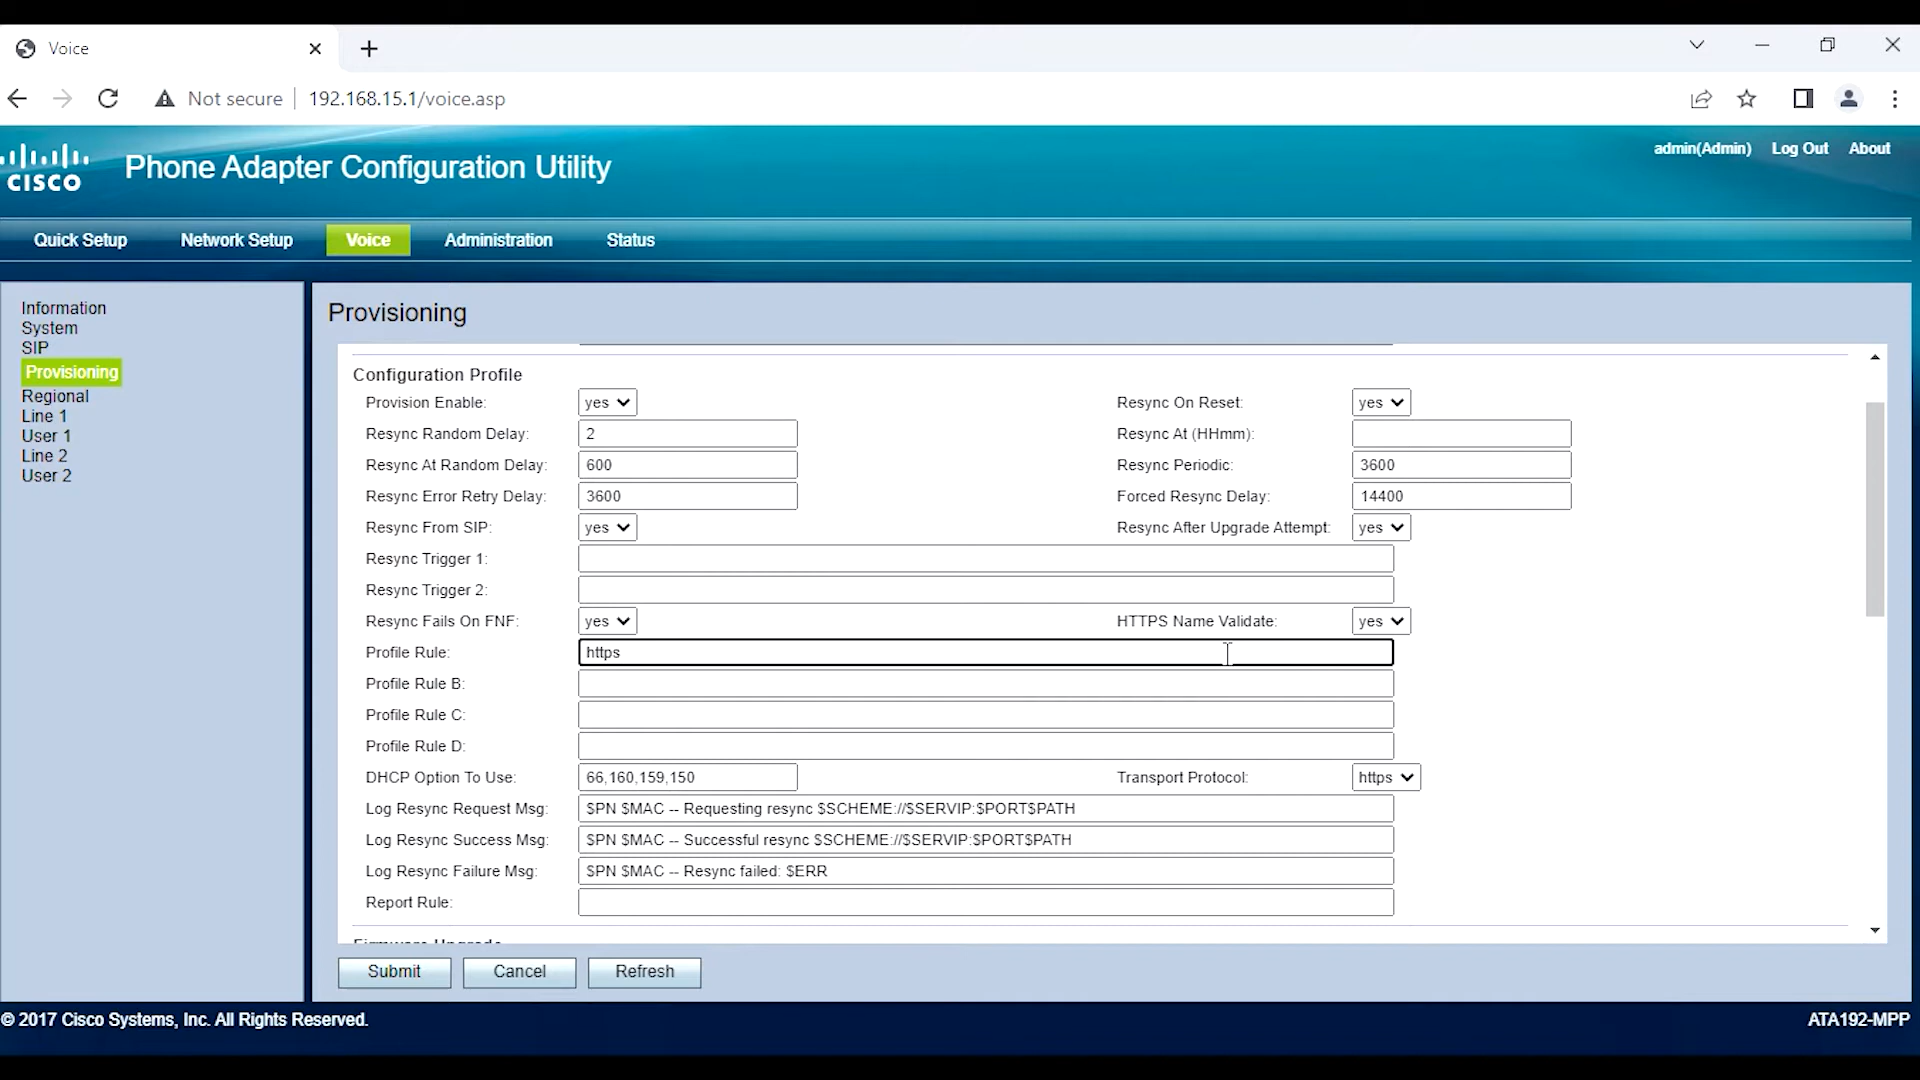 Voice
Not secure 192.168.15.1/voice.asp
admin(Admin) Log Out About
CISCO Phone Adapter Configuration Utility
Quick Setup Network Setup Voice Administration Status
Information
System
SIP
Provisioning
Regional
Line 1
User 1
Line 2
User 2
Provisioning
Configuration Profile
Provision Enable: yes Resync On Reset: yes
Resync Random Delay: 2 Resync At (HHmm):
Resync At Random Delay: 600 Resync Periodic: 3600
Resync Error Retry Delay: 3600 Forced Resync Delay: 14400
Resync From SIP: yes Resync After Upgrade Attempt: yes
Resync Trigger 1:
Resync Trigger 2:
Resync Fails On FNF: yes HTTPS Name Validate: yes
Profile Rule: https
Profile Rule B:
Profile Rule C:
Profile Rule D:
DHCP Option To Use: 66,160,159,150 Transport Protocol: https
Log Resync Request Msg: $PN $MAC -- Requesting resync $SCHEME://$SERVIP:$PORT$PATH
Log Resync Success Msg: $PN $MAC -- Successful resync $SCHEME://$SERVIP:$PORT$PATH
Log Resync Failure Msg: $PN $MAC -- Resync failed: $ERR
Report Rule:
Firmware Upgrade
Submit Cancel Refresh
© 2017 Cisco Systems, Inc. All Rights Reserved. ATA192-MPP